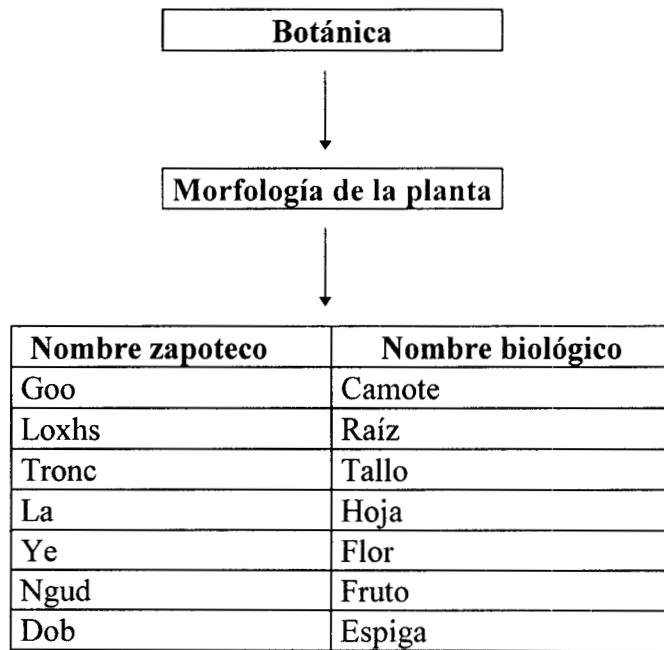 Botánica
Morfología de la planta
Nombre zapoteco Nombre biológico
Goo Camote
Loxhs Raíz
Tronc Tallo
La Hoja
Ye Flor
Ngud Fruto
Dob Espiga